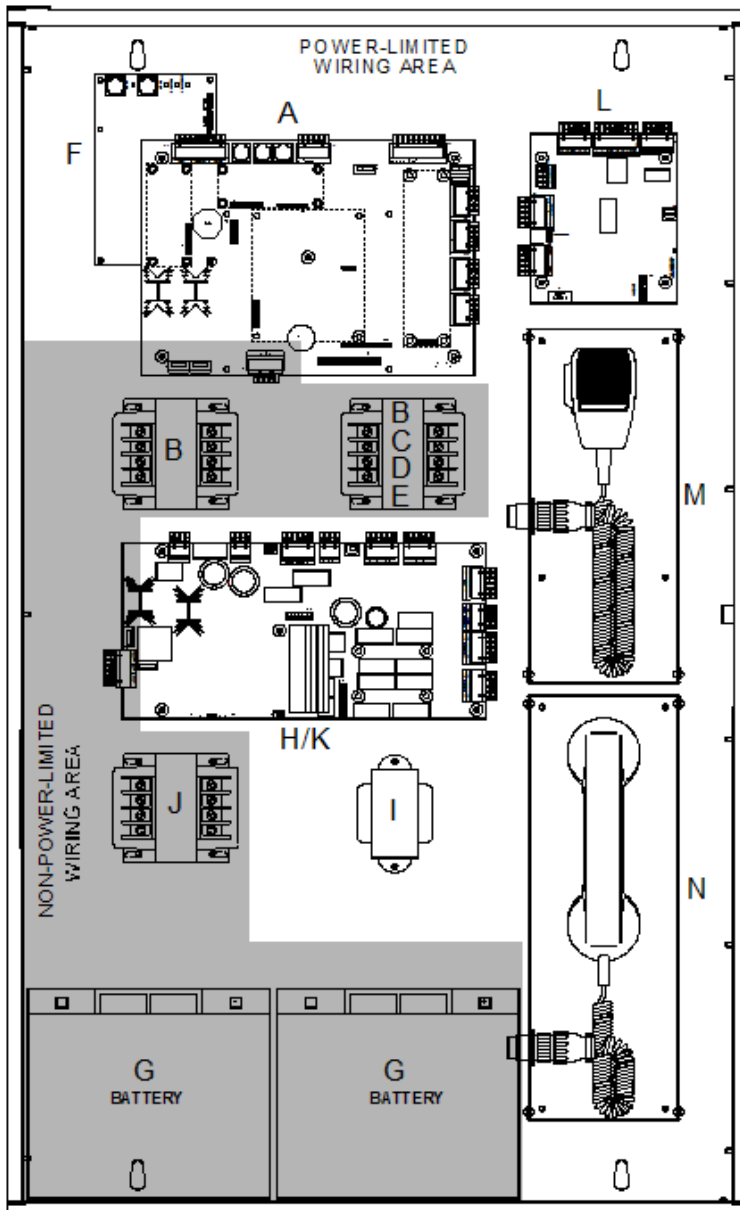 POWER-LIMITED
WIRING AREA
A
L
F
B
B
C
D
E
M
H/K
J
I
NON-POWER-LIMITED
WIRING AREA
N
G
BATTERY
G
BATTERY